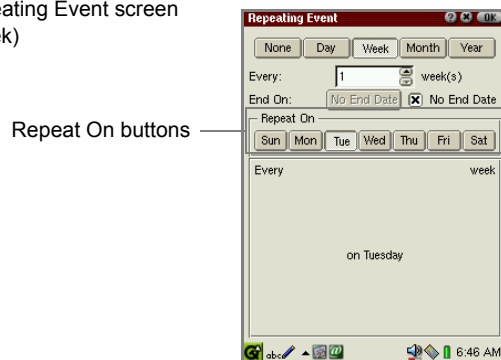 eating Event screen
k)
Repeat On buttons
Repeating Event ? OK
None Day Week Month Year
Every: 1 week(s)
End On: No End Date No End Date
Repeat On
Sun Mon Tue Wed Thu Fri Sat
Every week
on Tuesday
abc 6:46 AM